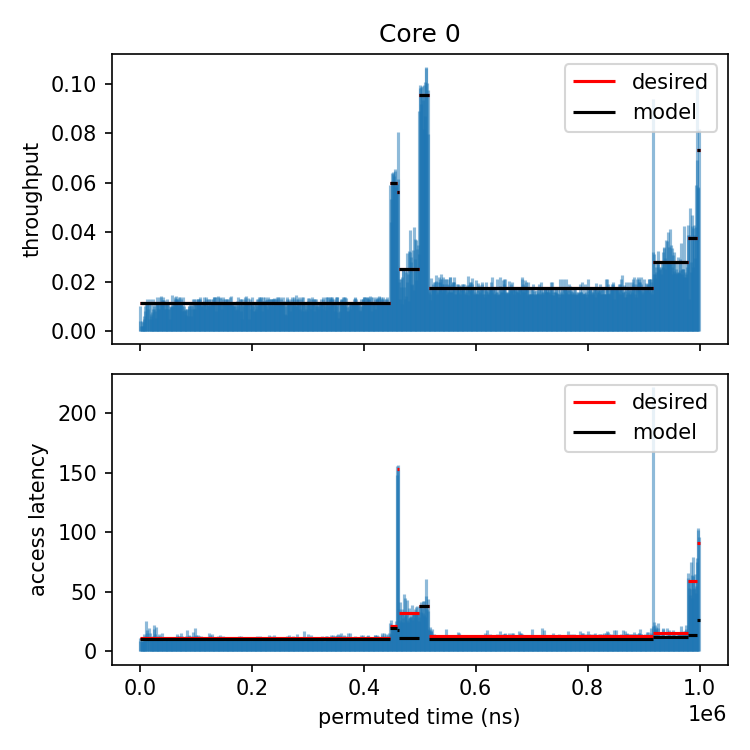 Core 0
throughput
0.10
0.08
0.06
0.04
0.02
0.00
desired
model
access latency
200
150
100
50
0
desired
model
0.0 0.2 0.4 0.6 0.8 1.0
1e6
permuted time (ns)